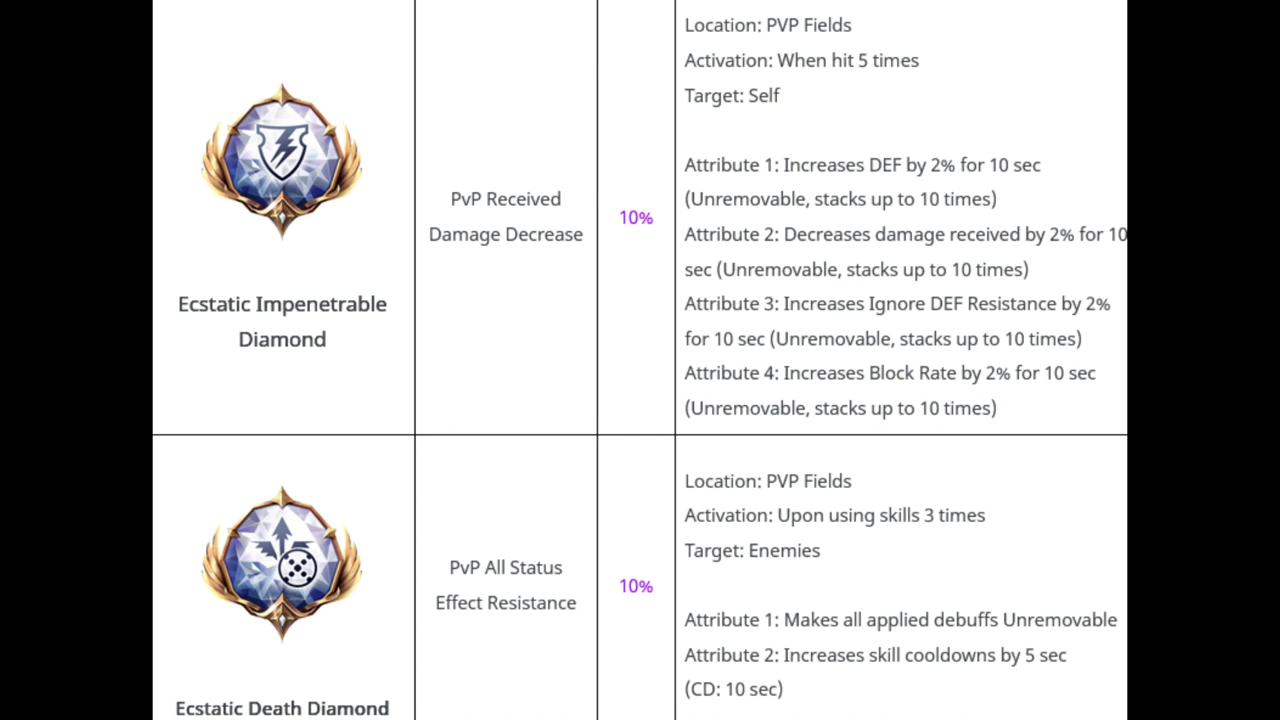 Ecstatic Impenetrable
Diamond
PvP Received
Damage Decrease
10%
Location: PVP Fields
Activation: When hit 5 times
Target: Self
Attribute 1: Increases DEF by 2% for 10 sec
(Unremovable, stacks up to 10 times)
Attribute 2: Decreases damage received by 2% for 10
sec (Unremovable, stacks up to 10 times)
Attribute 3: Increases Ignore DEF Resistance by 2%
for 10 sec (Unremovable, stacks up to 10 times)
Attribute 4: Increases Block Rate by 2% for 10 sec
(Unremovable, stacks up to 10 times)
Ecstatic Death Diamond
PvP All Status
Effect Resistance
10%
Location: PVP Fields
Activation: Upon using skills 3 times
Target: Enemies
Attribute 1: Makes all applied debuffs Unremovable
Attribute 2: Increases skill cooldowns by 5 sec
(CD: 10 sec)